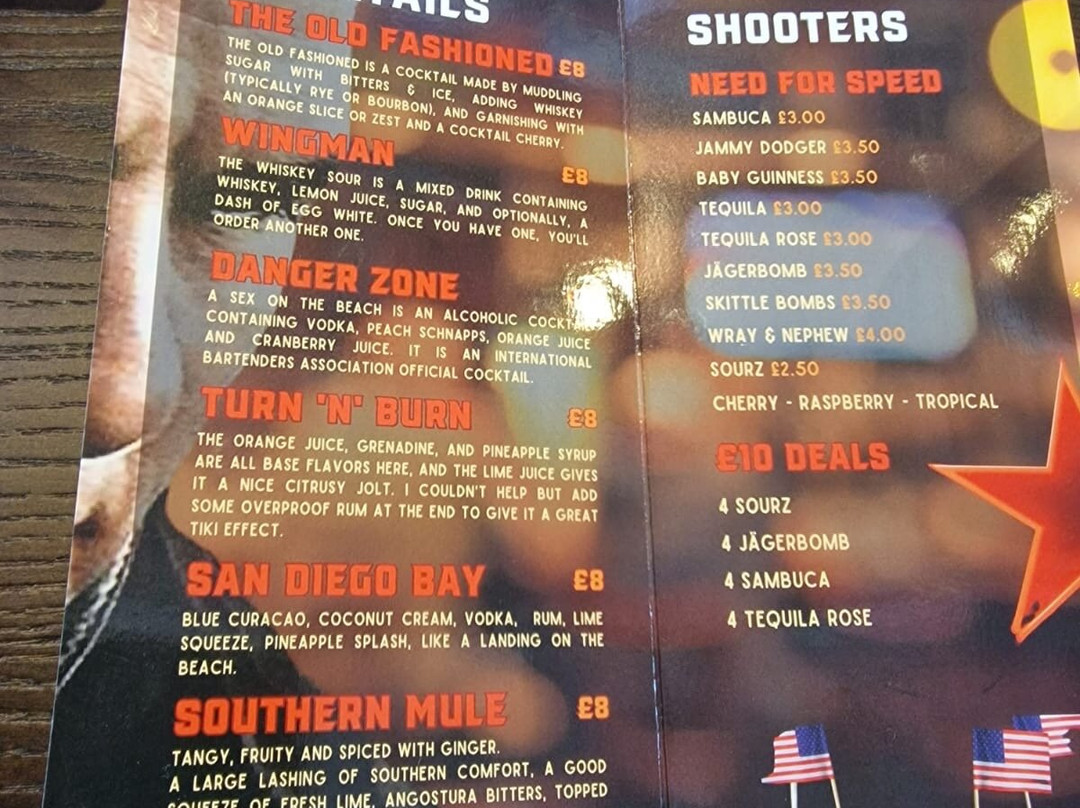 THE OLD FASHIONED £8
THE OLD FASHIONED IS A COCKTAIL MADE BY MUDDLING
SUGAR WITH BITTERS & ICE, ADDING WHISKEY
(TYPICALLY RYE OR BOURBON), AND GARNISHING WITH
AN ORANGE SLICE OR ZEST AND A COCKTAIL CHERRY.
WINGMAN £8
THE WHISKEY SOUR IS A MIXED DRINK CONTAINING
WHISKEY, LEMON JUICE, SUGAR, AND OPTIONALLY, A
DASH OF EGG WHITE. ONCE YOU HAVE ONE, YOU'LL
ORDER ANOTHER ONE.
DANGER ZONE
A SEX ON THE BEACH IS AN ALCOHOLIC
CONTAINING VODKA, PEACH SCHNAPPS, ORANGE JUICE
AND CRANBERRY JUICE. IT IS AN INTERNATIONAL
BARTENDERS ASSOCIATION OFFICIAL COCKTAIL.
TURN 'N' BURN £8
THE ORANGE JUICE, GRENADINE, AND PINEAPPLE SYRUP
ARE ALL BASE FLAVORS HERE, AND THE LIME JUICE GIVES
IT A NICE CITRUSY JOLT. I COULDN'T HELP BUT ADD
SOME OVERPROOF RUM AT THE END TO GIVE IT A GREAT
TIKI EFFECT.
SAN DIEGO BAY £8
BLUE CURACAO, COCONUT CREAM, VODKA, RUM, LIME
SQUEEZE, PINEAPPLE SPLASH, LIKE A LANDING ON THE
BEACH.
SOUTHERN MULE £8
TANGY, FRUITY AND SPICED WITH GINGER.
A LARGE LASHING OF SOUTHERN COMFORT, A GOOD
SQUEEZE OF FRESH LIME, ANGOSTURA BITTERS, TOPPED
SHOOTERS
NEED FOR SPEED
SAMBUCA £3.00
JAMMY DODGER £3.50
BABY GUINNESS £3.50
TEQUILA £3.00
TEQUILA ROSE £3.00
JÄGERBOMB £3.50
SKITTLE BOMBS £3.50
WRAY & NEPHEW £4.00
SOURZ £2.50
CHERRY - RASPBERRY - TROPICAL
£10 DEALS
4 SOURZ
4 JÄGERBOMB
4 SAMBUCA
4 TEQUILA ROSE